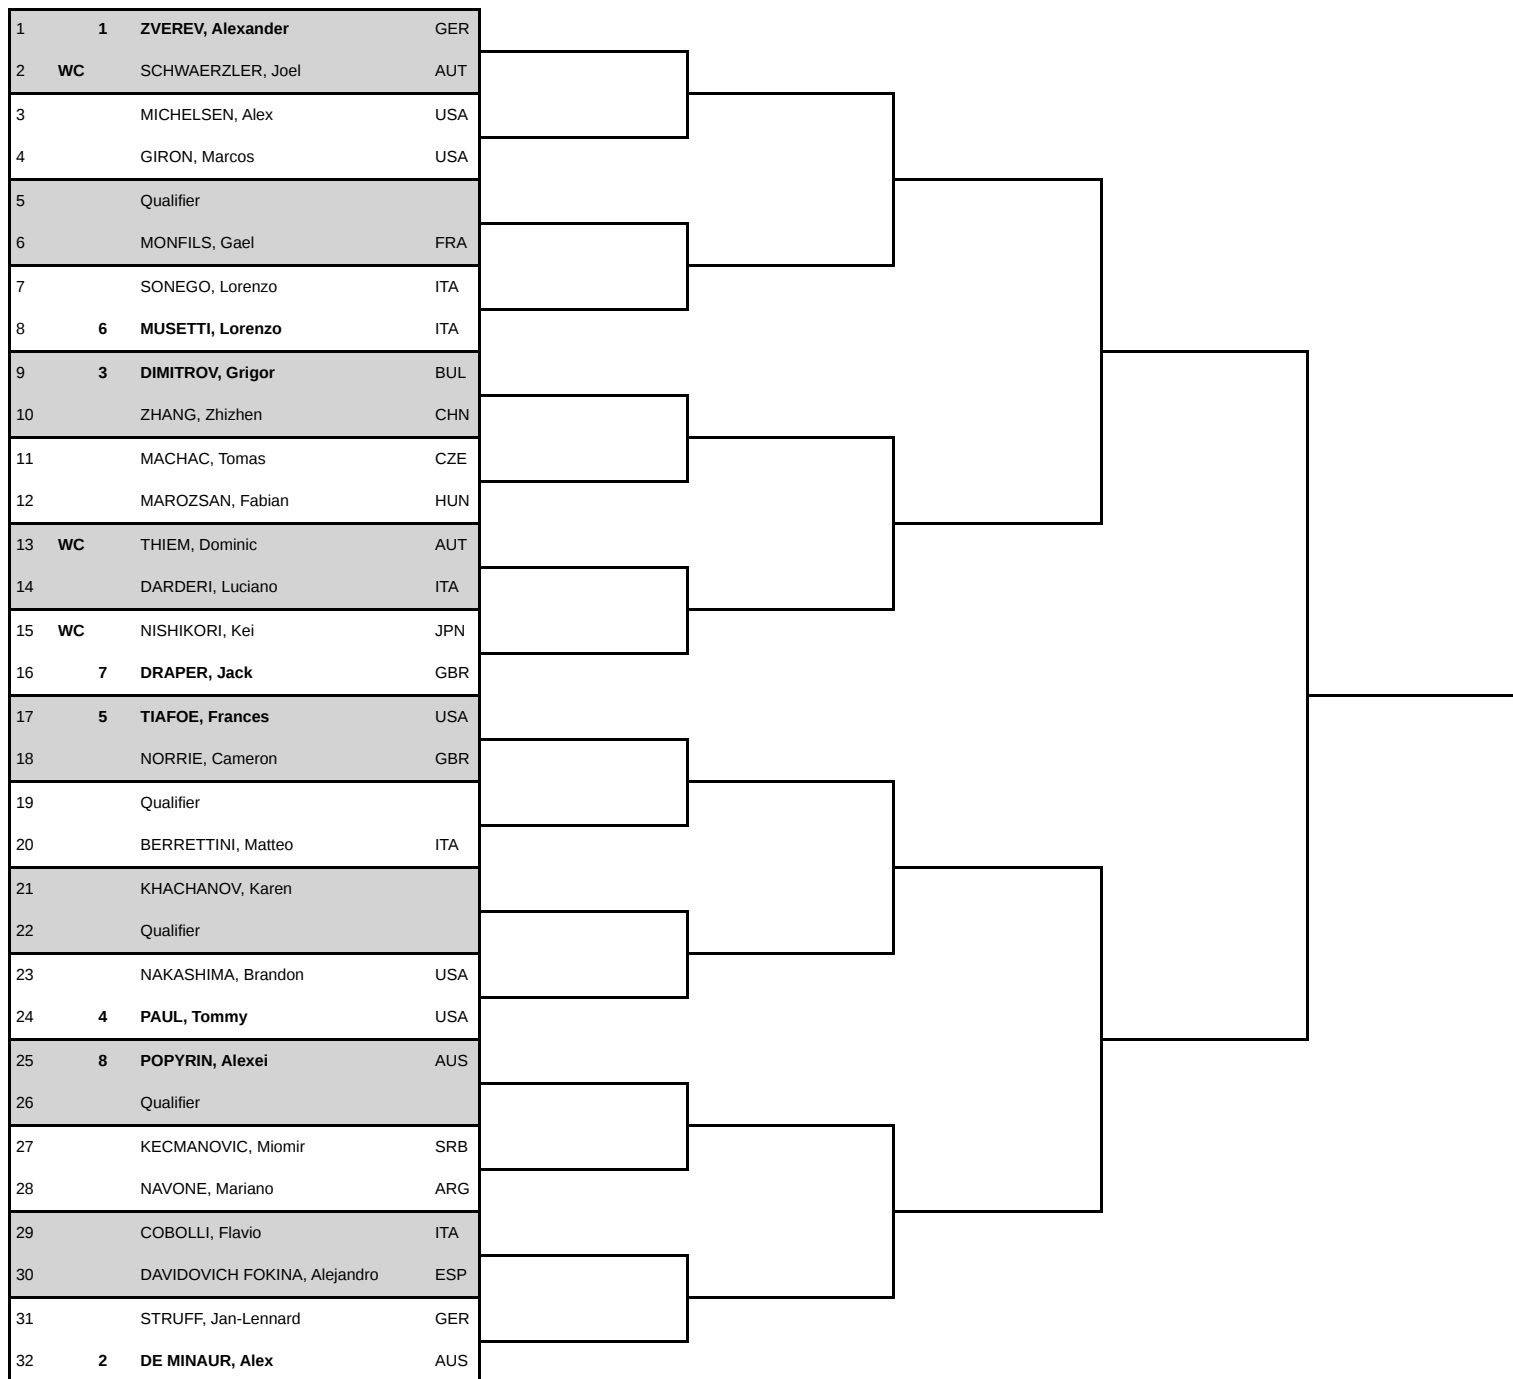 1 1 ZVEREV, Alexander GER
2 WC SCHWAERZLER, Joel AUT
3 MICHELSEN, Alex USA
4 GIRON, Marcos USA
5 Qualifier
6 MONFILS, Gael FRA
7 SONEGO, Lorenzo ITA
8 6 MUSETTI, Lorenzo ITA
9 3 DIMITROV, Grigor BUL
10 ZHANG, Zhizhen CHN
11 MACHAC, Tomas CZE
12 MAROZSAN, Fabian HUN
13 WC THIEM, Dominic AUT
14 DARDERI, Luciano ITA
15 WC NISHIKORI, Kei JPN
16 7 DRAPER, Jack GBR
17 5 TIAFOE, Frances USA
18 NORRIE, Cameron GBR
19 Qualifier
20 BERRETTINI, Matteo ITA
21 KHACHANOV, Karen
22 Qualifier
23 NAKASHIMA, Brandon USA
24 4 PAUL, Tommy USA
25 8 POPYRIN, Alexei AUS
26 Qualifier
27 KECMANOVIC, Miomir SRB
28 NAVONE, Mariano ARG
29 COBOLLI, Flavio ITA
30 DAVIDOVICH FOKINA, Alejandro ESP
31 STRUFF, Jan-Lennard GER
32 2 DE MINAUR, Alex AUS